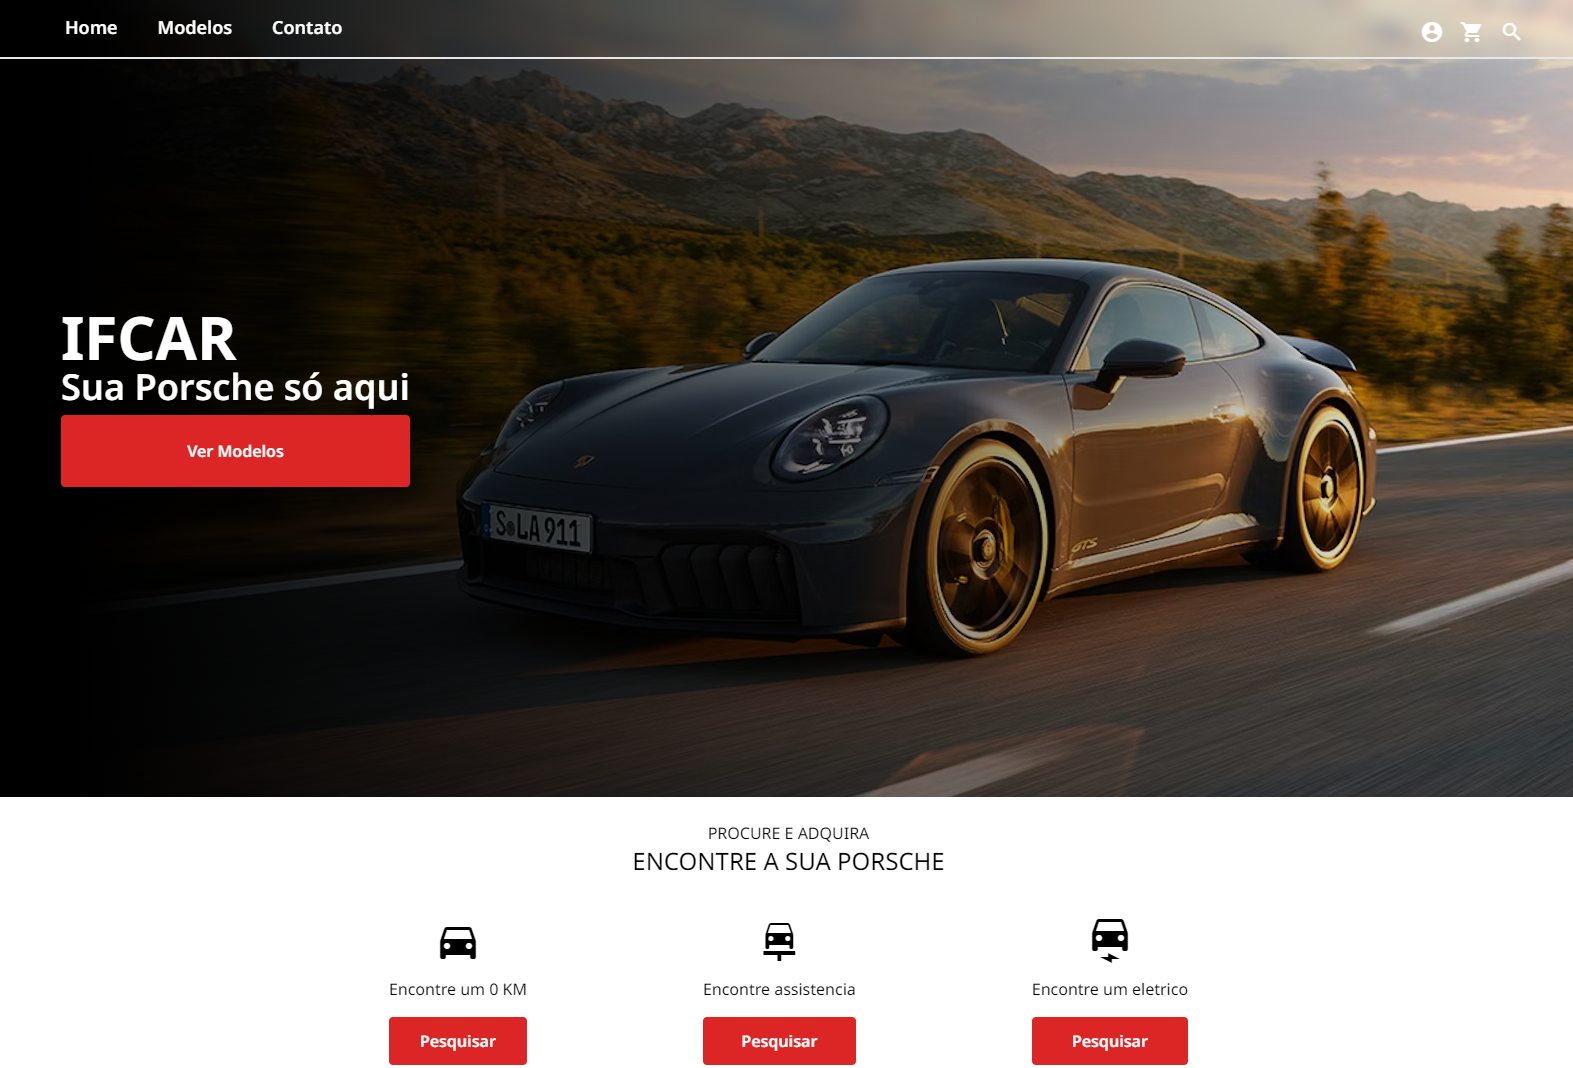 Home Modelos Contato
IFCAR
Sua Porsche só aqui
Ver Modelos
S LA 911
GTS
PROCURE E ADQUIRA
ENCONTRE A SUA PORSCHE
Encontre um 0 KM Encontre assistencia Encontre um eletrico
Pesquisar Pesquisar Pesquisar